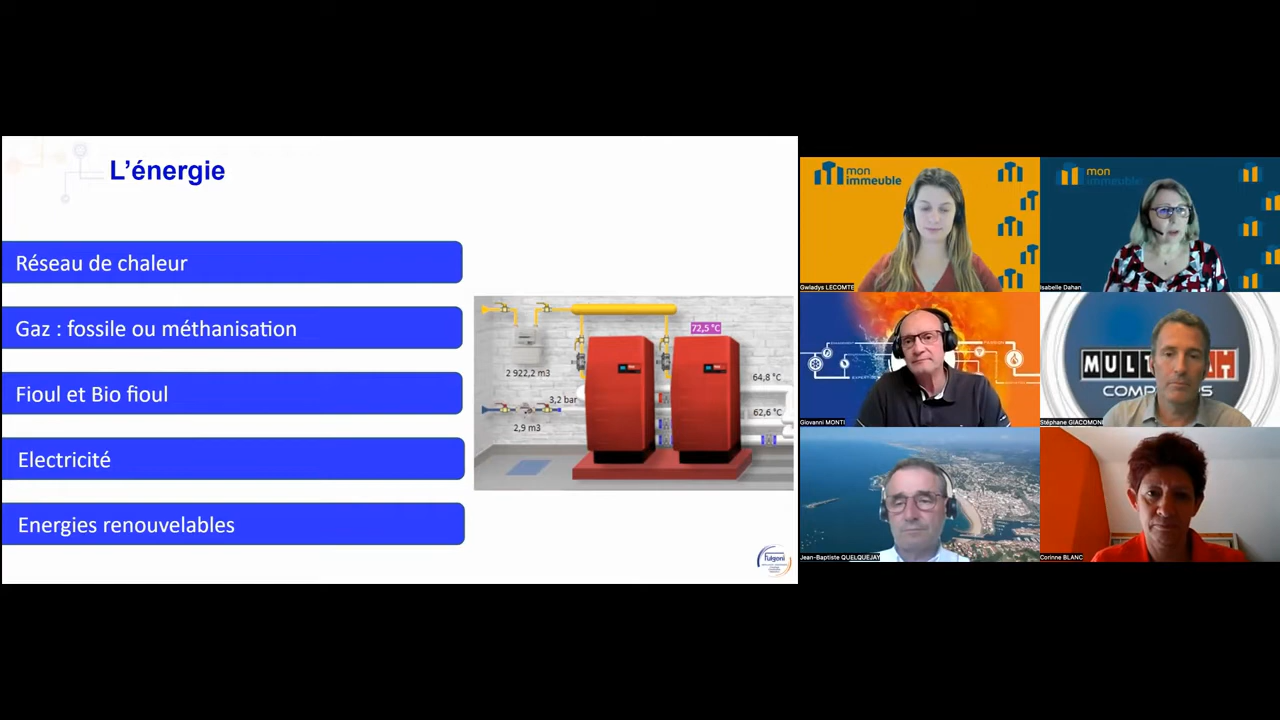 L'énergie
Réseau de chaleur
Gaz : fossile ou méthanisation
Fioul et Bio fioul
Electricité
Energies renouvelables
72,5 °C
2 922,2 m3
64,8 °C
3,2 bar
62,6 °C
2,9 m3
Fulgoni
mon
immeuble
Gwladys LECOMTE
mon
immeuble
Isabelle Dahan
Giovanni MONTI
Stéphane GIACOMONI
Jean-Baptiste QUELQUEJAY
Corinne BLANC